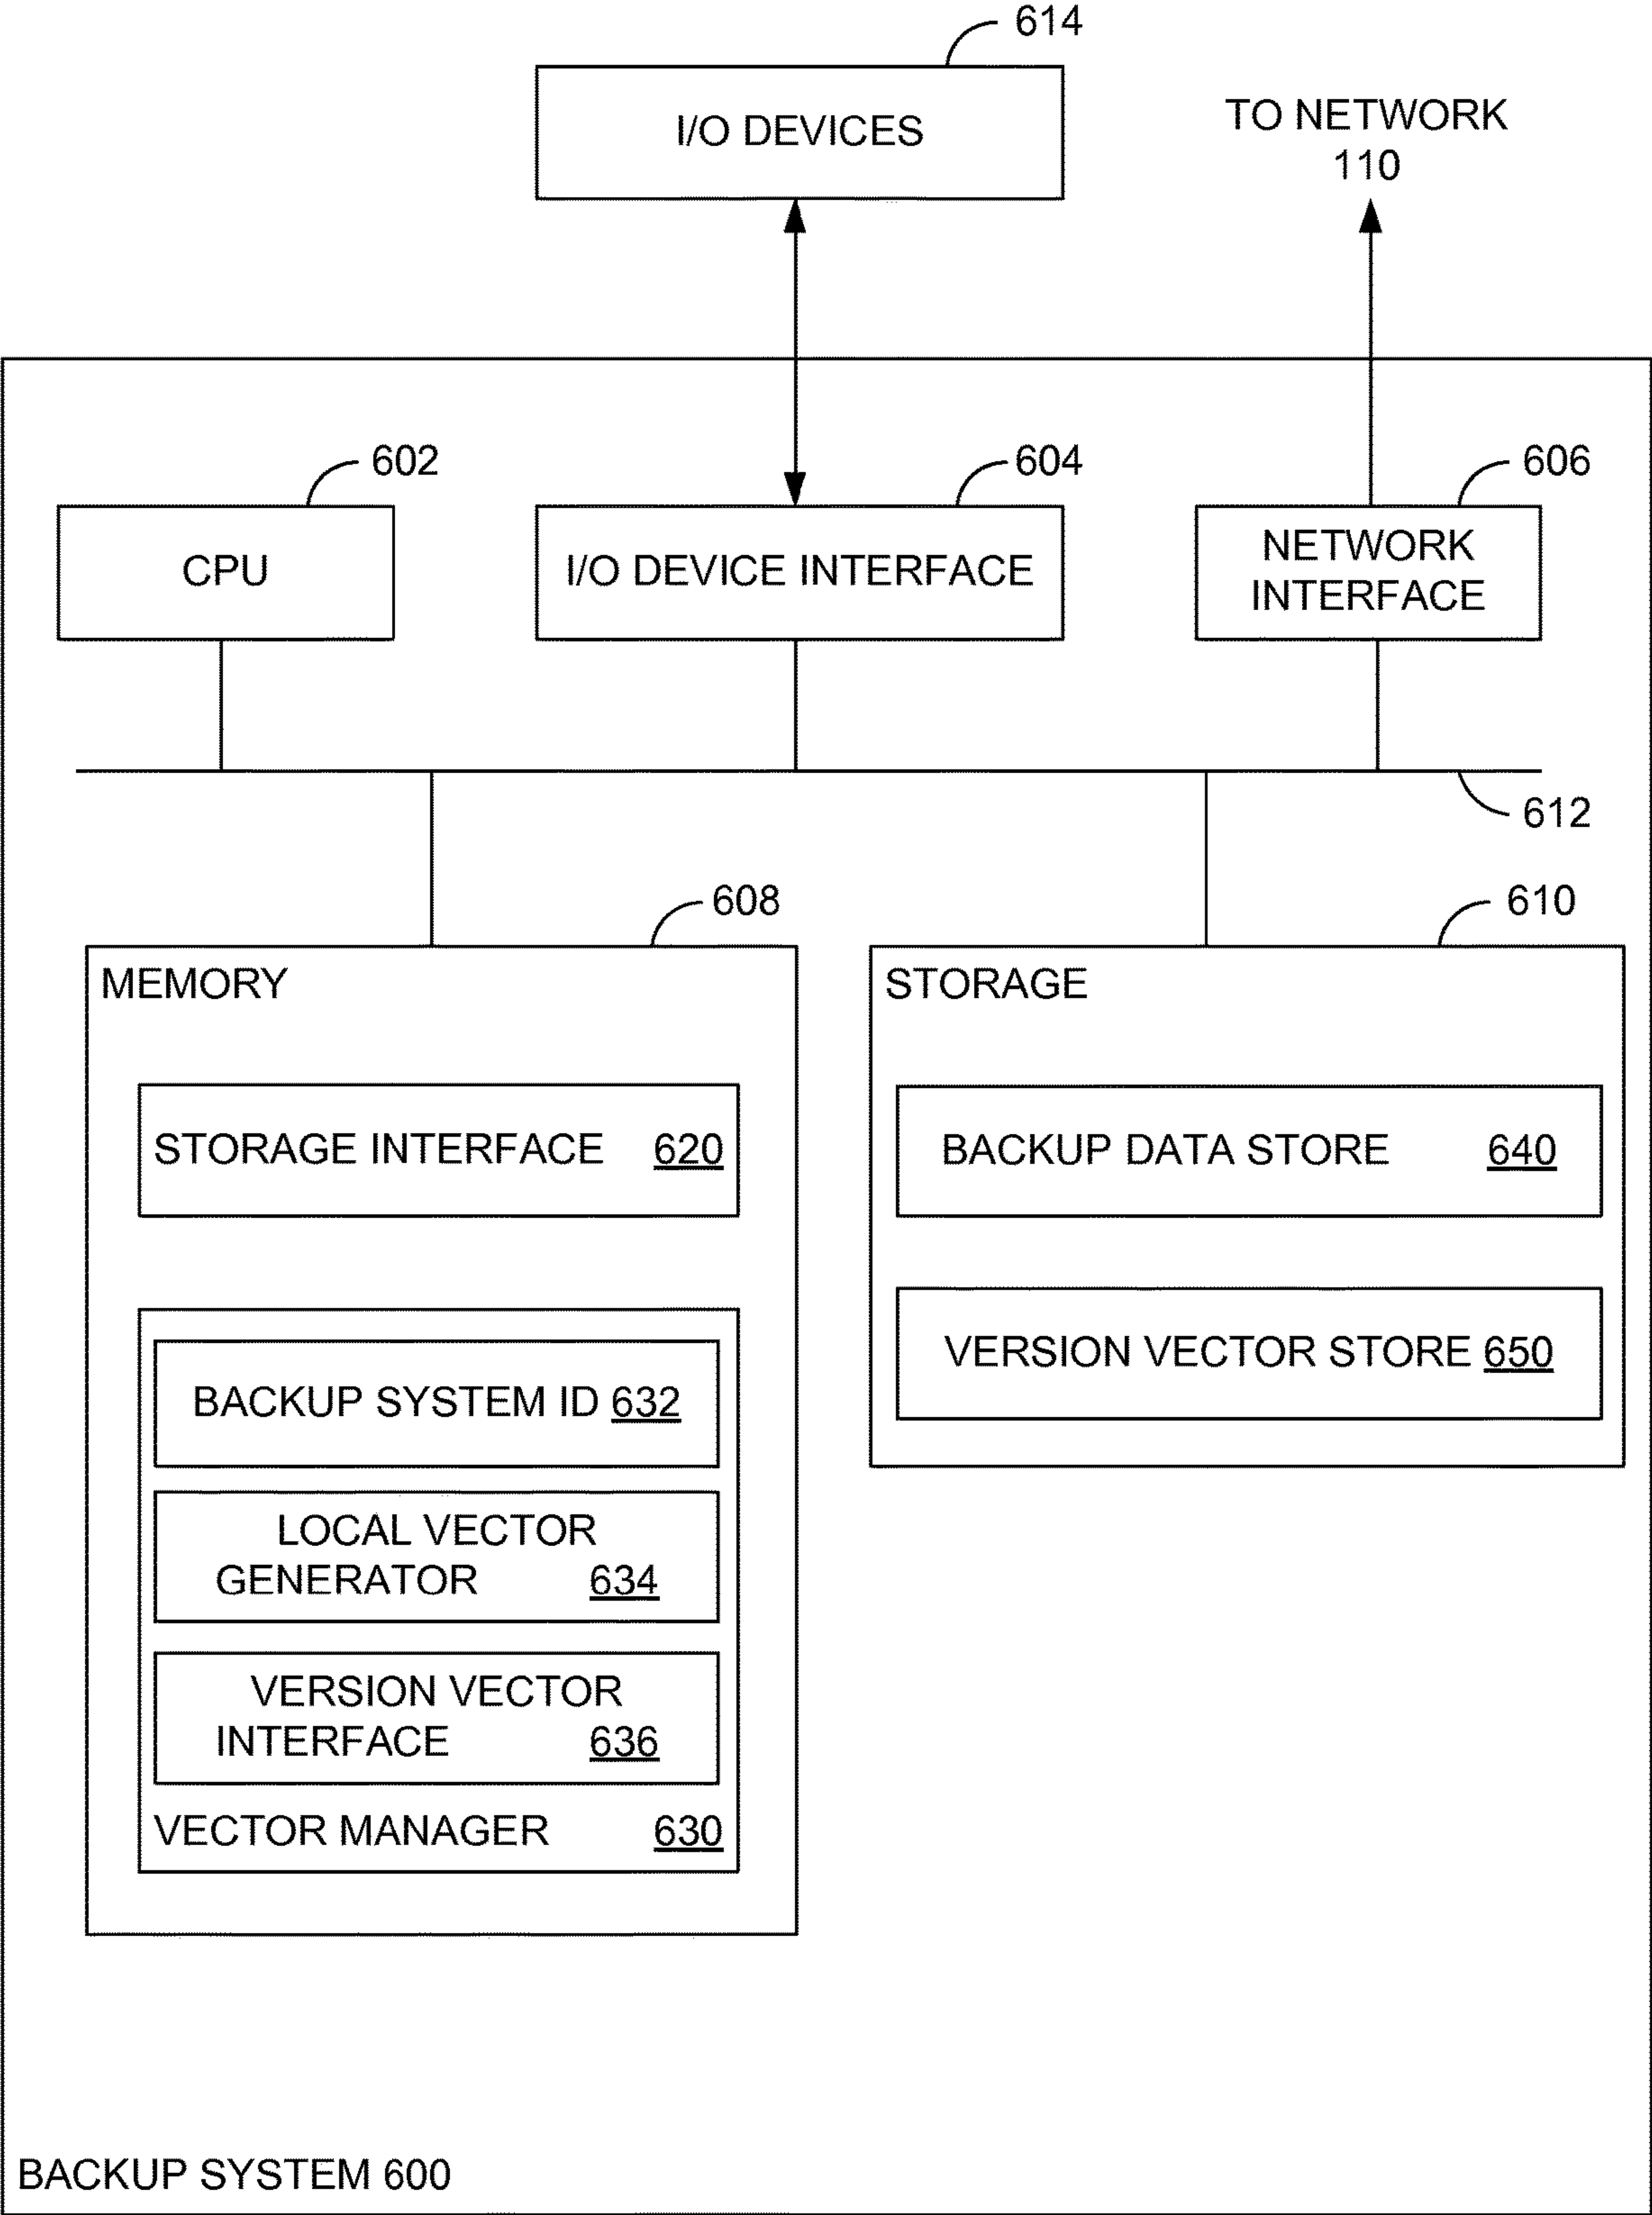 614
I/O DEVICES
TO NETWORK
110
602
604
606
CPU
I/O DEVICE INTERFACE
NETWORK
INTERFACE
612
608
610
MEMORY
STORAGE
STORAGE INTERFACE 620
BACKUP DATA STORE 640
VERSION VECTOR STORE 650
BACKUP SYSTEM ID 632
LOCAL VECTOR
GENERATOR 634
VERSION VECTOR
INTERFACE 636
VECTOR MANAGER 630
BACKUP SYSTEM 600